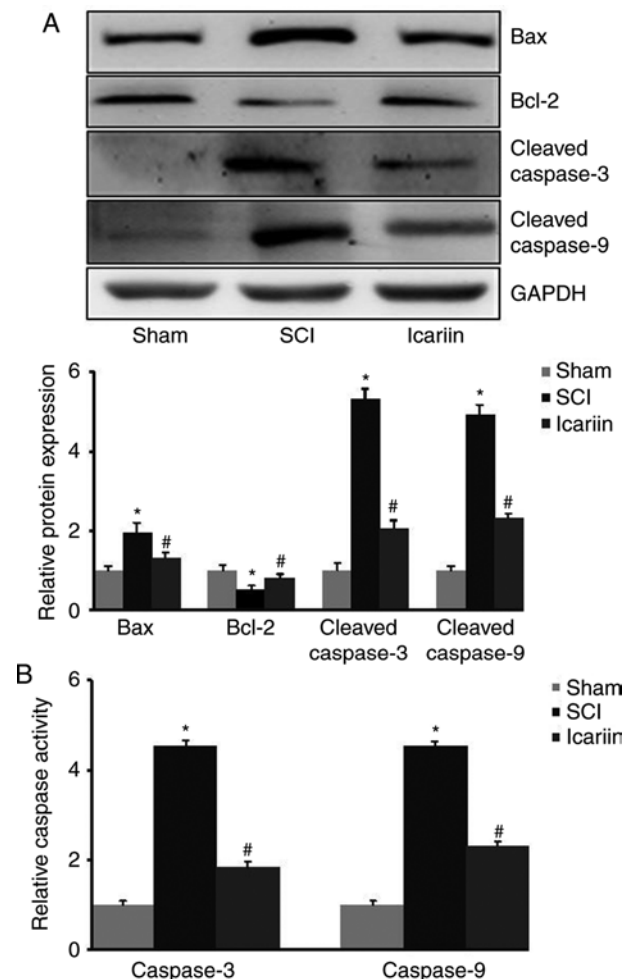 A
Bax
Bcl-2
Cleaved
caspase-3
Cleaved
caspase-9
GAPDH
Sham SCI Icariin
Relative protein expression
6
4
2
0
* # * # * # * #
Sham
SCI
Icariin
Bax Bcl-2 Cleaved Cleaved
caspase-3 caspase-9
B
Relative caspase activity
6
4
2
0
* # * #
Sham
SCI
Icariin
Caspase-3 Caspase-9